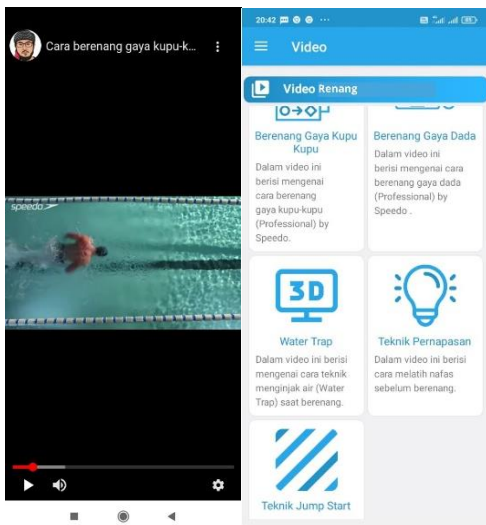 Cara berenang gaya kupu-k...
speedo
20:42
Video
Video Renang
Berenang Gaya Kupu
Kupu
Dalam video ini
berisi mengenai
cara berenang
gaya kupu-kupu
(Professional) by
Speedo.
Berenang Gaya Dada
Dalam video ini
berisi mengenai cara
berenang gaya dada
(Professional) by
Speedo .
3D
Water Trap
Dalam video ini berisi
mengenai cara teknik
menginjak air (Water
Trap) saat berenang.
Teknik Pernapasan
Dalam video ini berisi
cara melatih nafas
sebelum berenang.
Teknik Jump Start